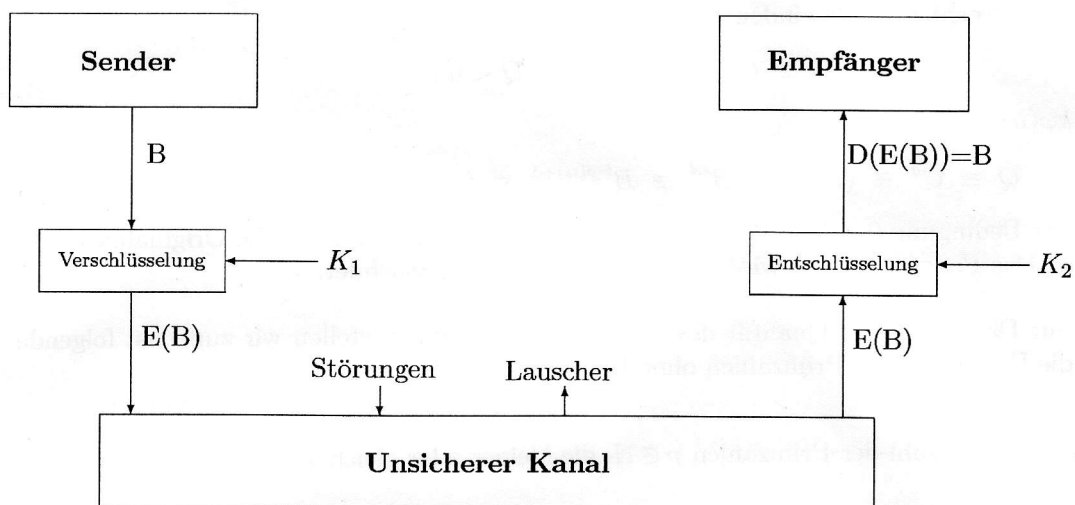 Sender
Empfänger
B
D(E(B))=B
Verschlüsselung
K₁
Entschlüsselung
K₂
E(B)
E(B)
Störungen
Lauscher
Unsicherer Kanal